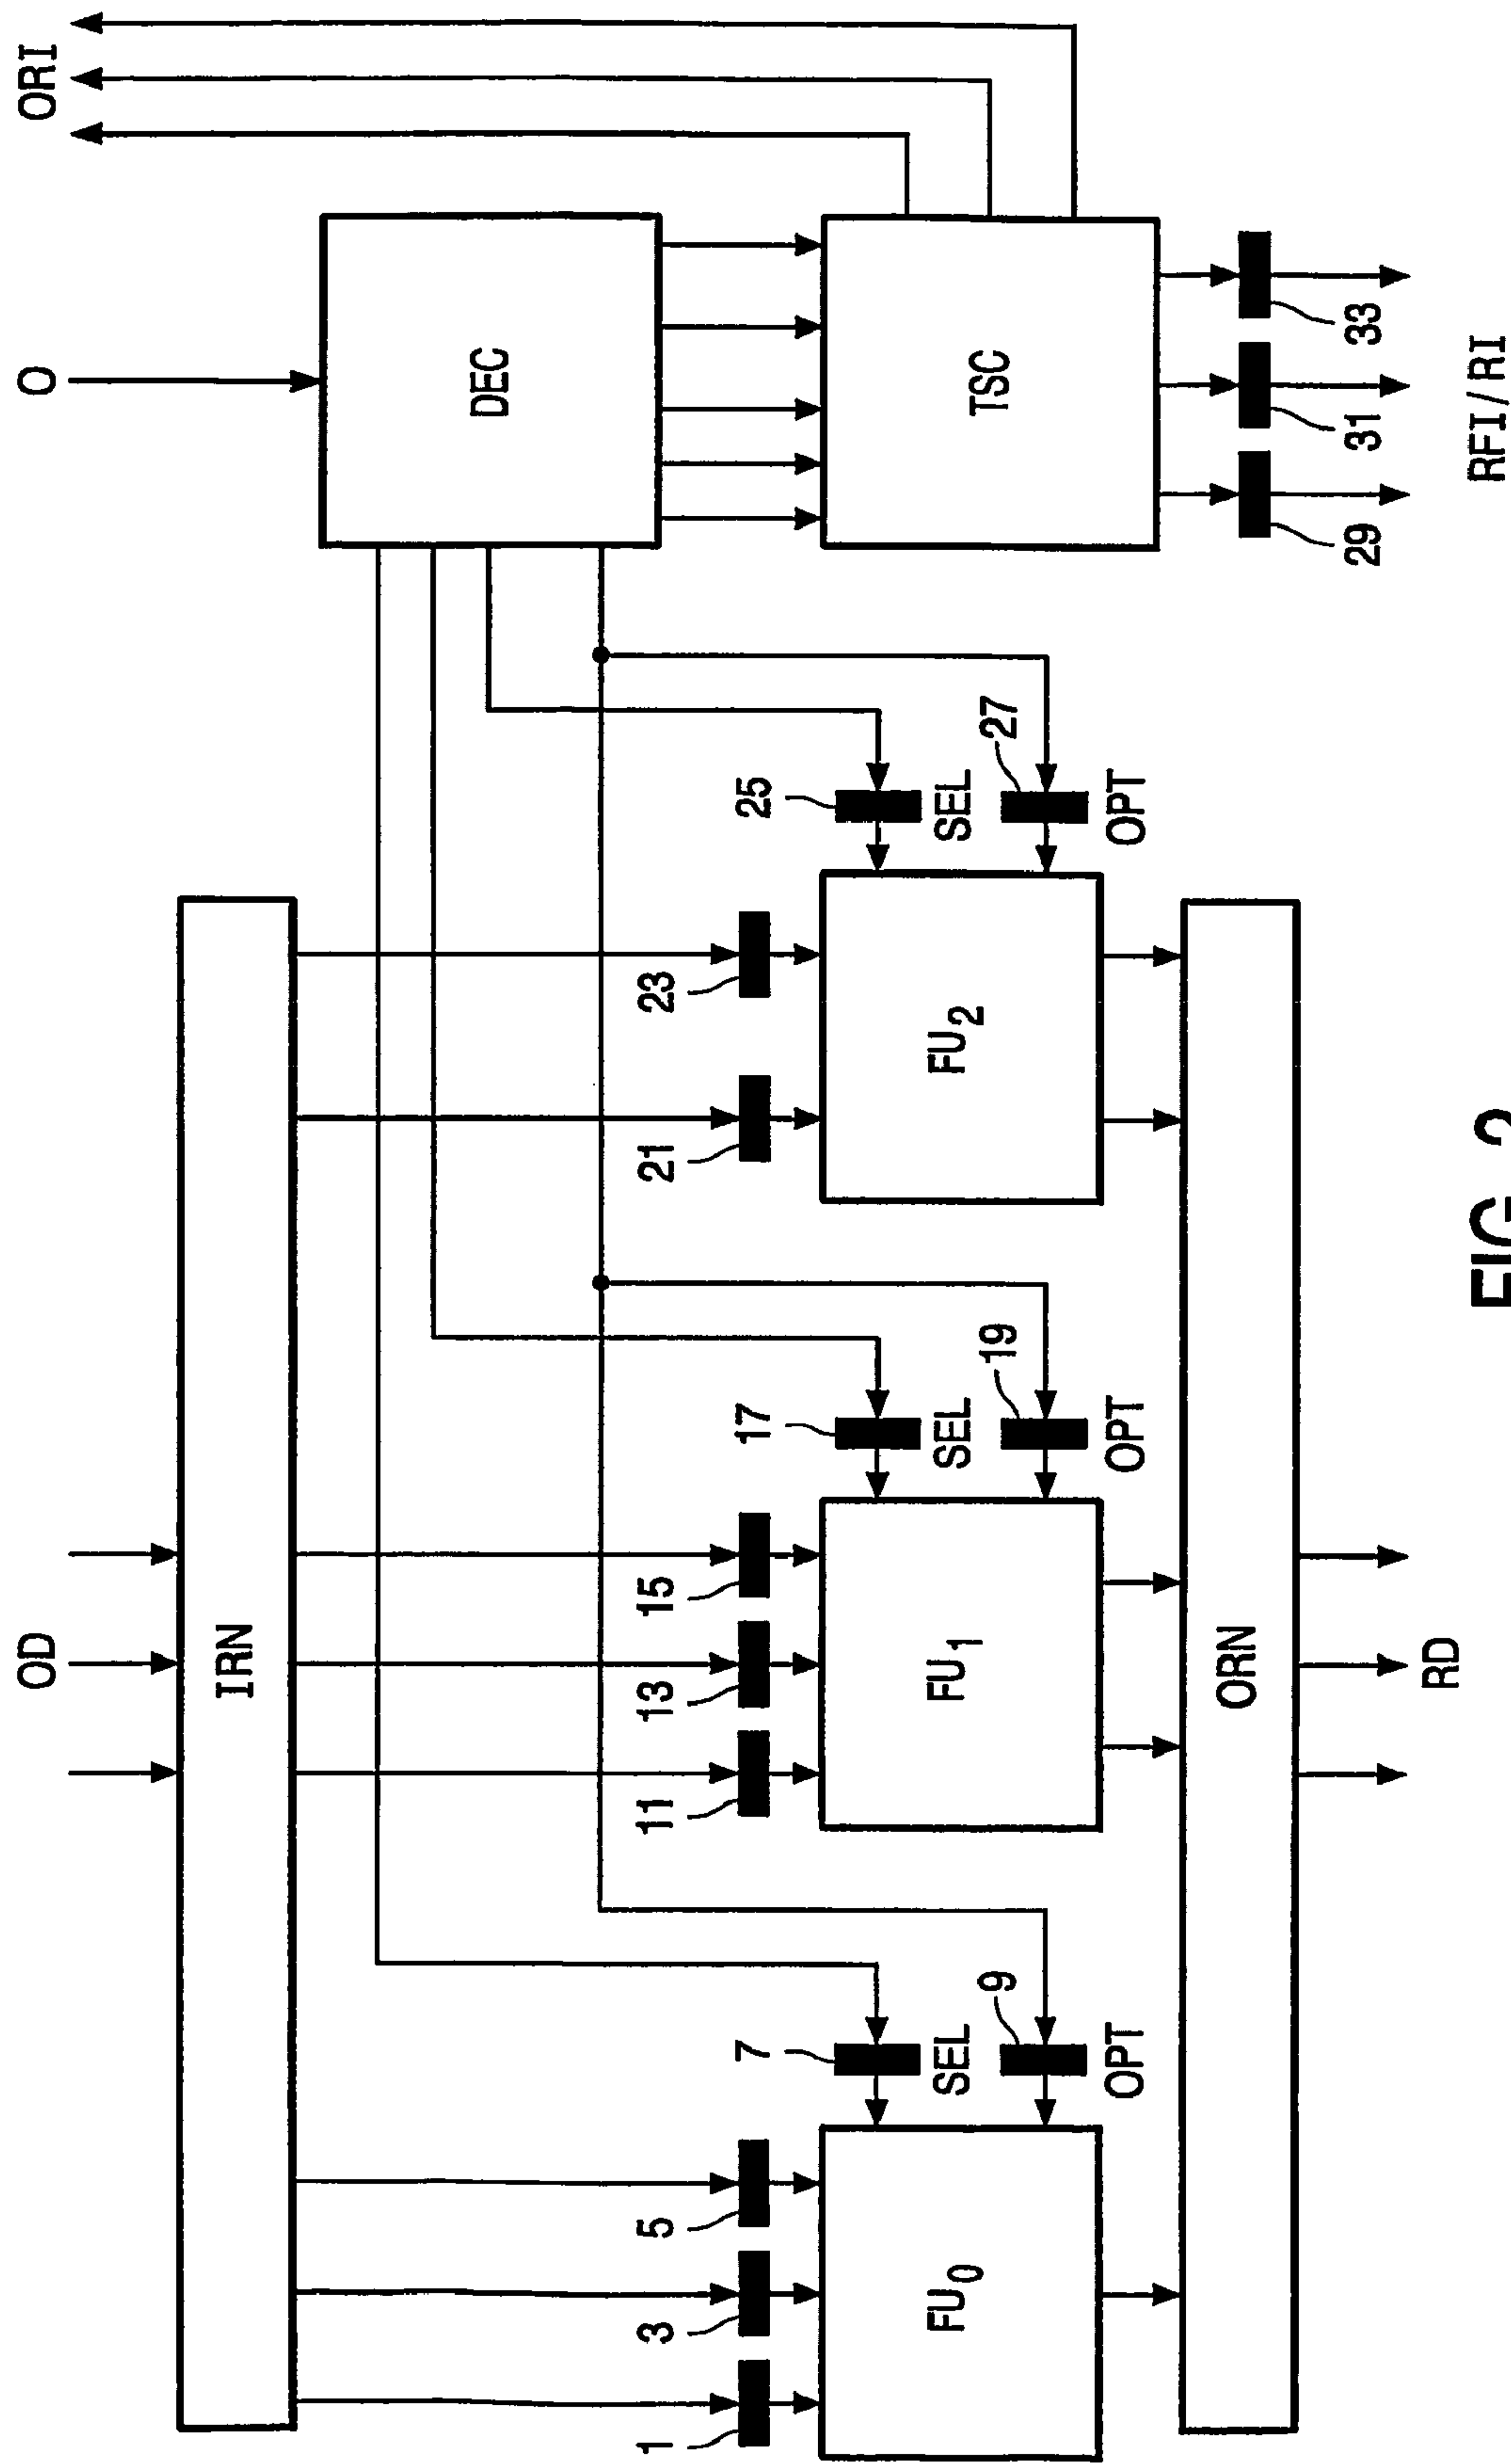 OD
O
ORI
IRN
DEC
TSC
1
3
5
7
SEL
9
OPT
FU0
11
13
15
17
SEL
19
OPT
FU1
21
23
25
SEL
27
OPT
FU2
29
31
33
ORN
RD
RFI/RI
FIG. 2